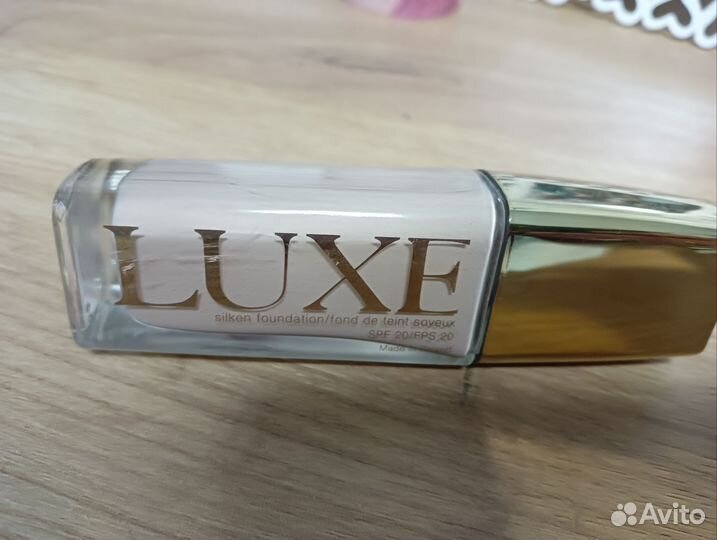 LUXE
silken foundation/fond de teint soyeux
SPF 20/FPS 20
Made
Avito